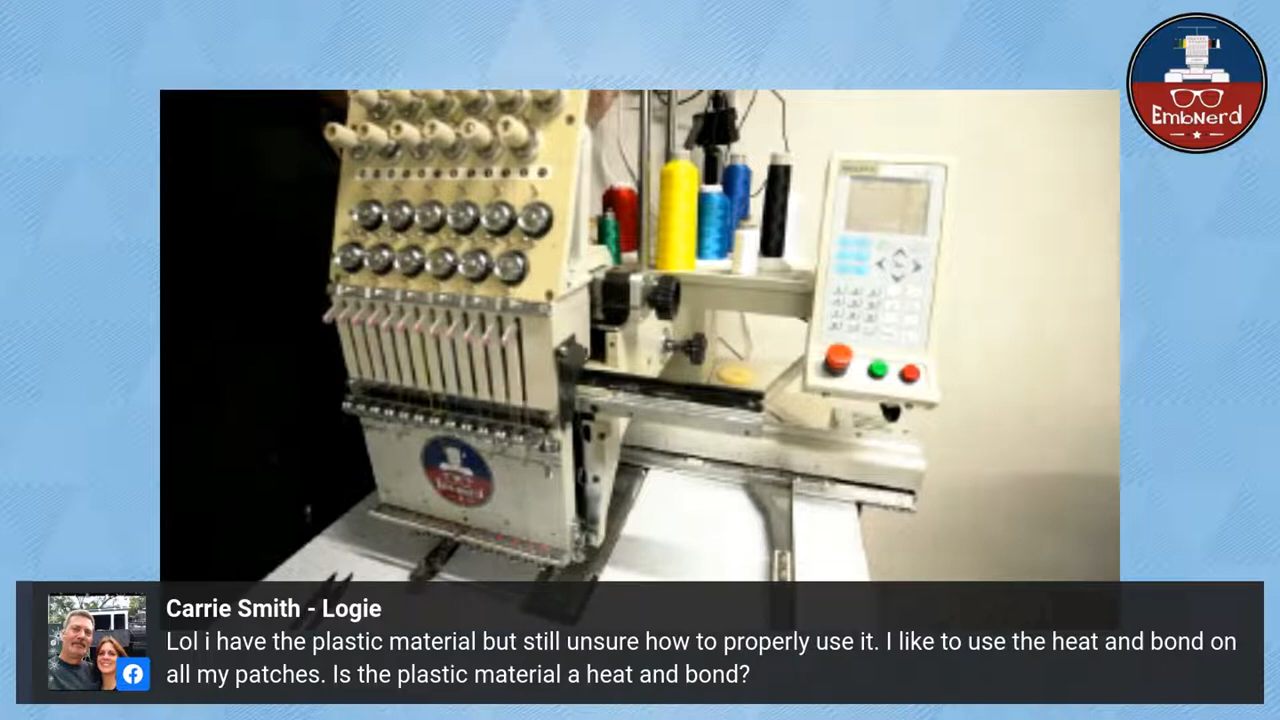 EmbNerd
Carrie Smith - Logie
Lol i have the plastic material but still unsure how to properly use it. I like to use the heat and bond on
all my patches. Is the plastic material a heat and bond?